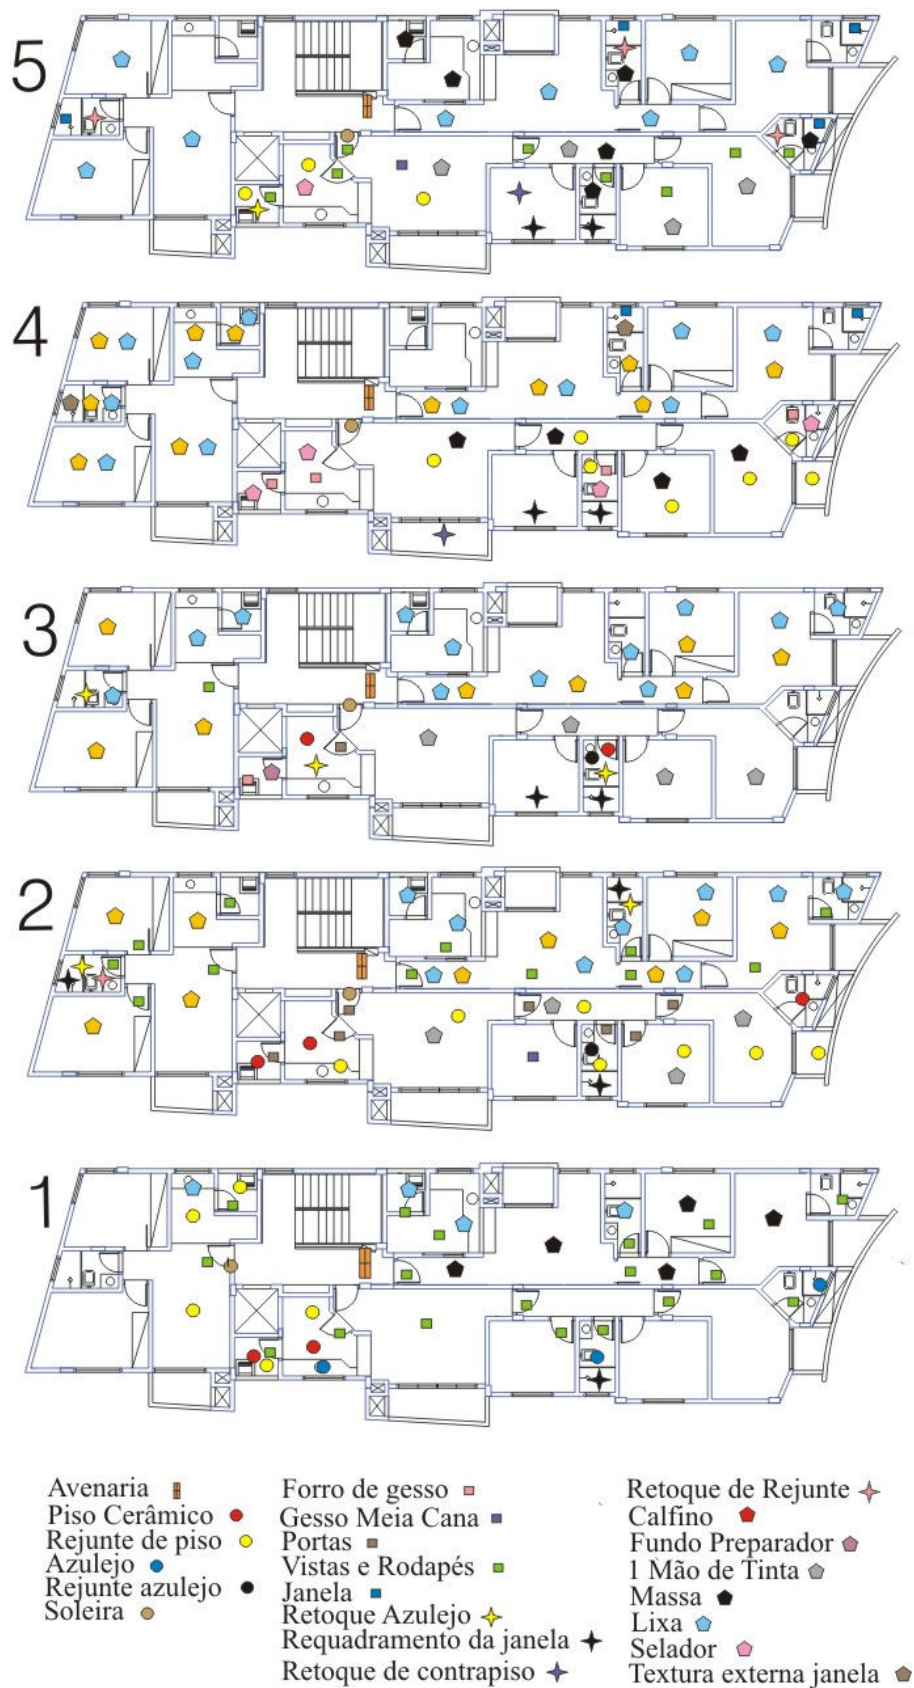 5
4
3
2
1
Avenaria
Piso Cerâmico
Rejunte de piso
Azulejo
Rejunte azulejo
Soleira
Forro de gesso
Gesso Meia Cana
Portas
Vistas e Rodapés
Janela
Retoque Azulejo
Requadramento da janela
Retoque de contrapiso
Retoque de Rejunte
Calfino
Fundo Preparador
1 Mão de Tinta
Massa
Lixa
Selador
Textura externa janela